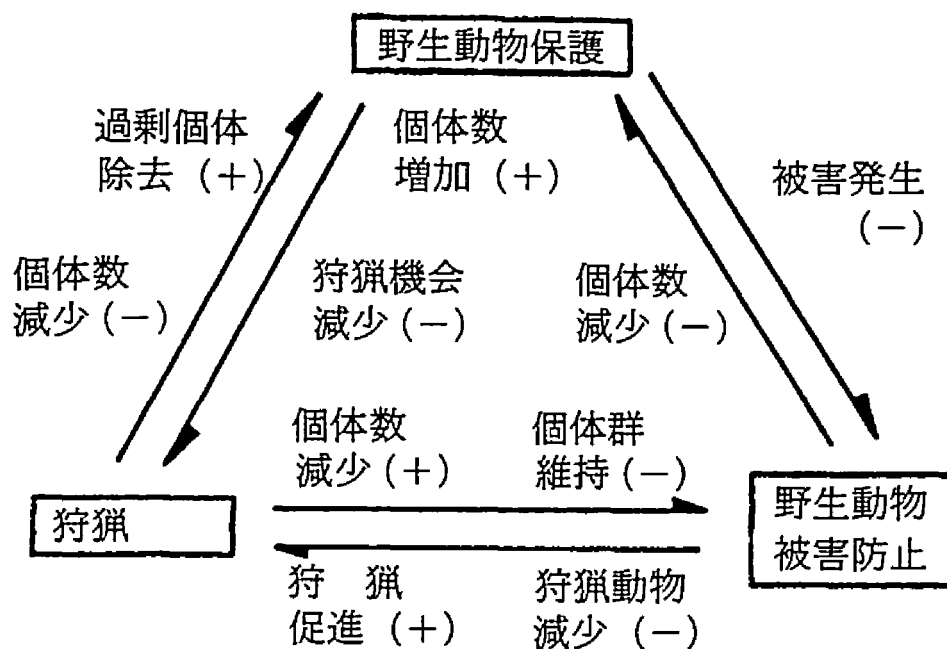 野生動物保護
過剰個体
除去（+）
個体数
増加（+）
被害発生
（−）
個体数
減少（−）
狩猟機会
減少（−）
個体数
減少（−）
個体数
減少（+）
個体群
維持（−）
狩猟
野生動物
被害防止
狩　猟
促進（+）
狩猟動物
減少（−）